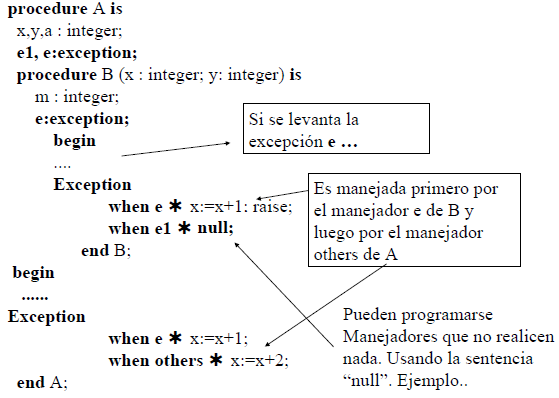 procedure A is
x,y,a : integer;
e1, e:exception;
procedure B (x : integer; y: integer) is
m : integer;
e:exception;
begin
....
Exception
when e ∗ x:=x+1: raise;
when e1 ∗ null;
end B;
begin
......
Exception
when e ∗ x:=x+1;
when others ∗ x:=x+2;
end A;
Si se levanta la
excepción e ...
Es manejada primero por
el manejador e de B y
luego por el manejador
others de A
Pueden programarse
Manejadores que no realicen
nada. Usando la sentencia
“null”. Ejemplo..